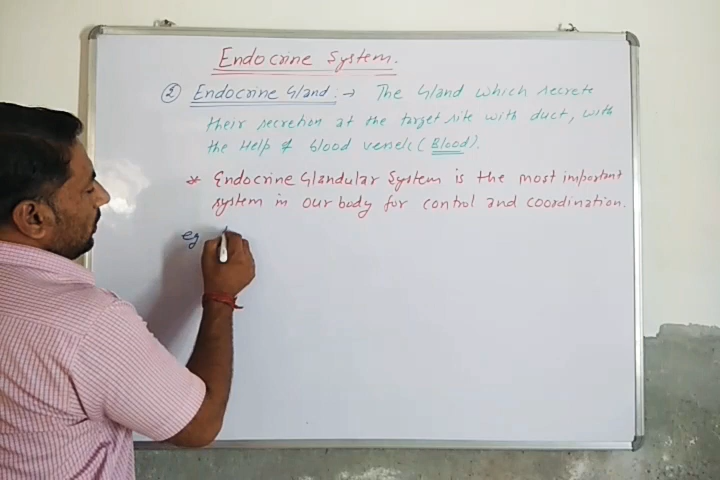 Endocrine System.
② Endocrine Gland : → The Gland which secrete
their secretion at the target site with duct, with
the Help of blood vessels (Blood).
* Endocrine Glandular System is the most important
system in our body for control and coordination.
eg